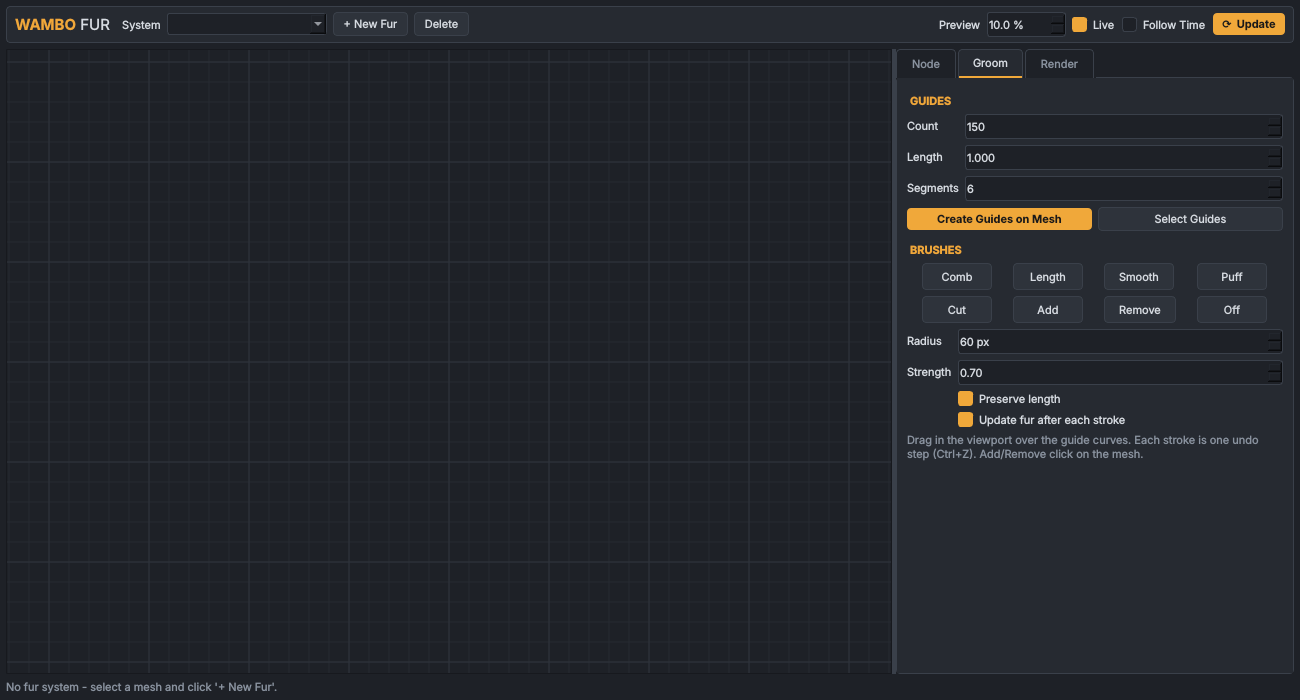 WAMBO FUR System + New Fur Delete Preview 10.0 % Live Follow Time ⟳ Update
Node Groom Render
GUIDES
Count 150
Length 1.000
Segments 6
Create Guides on Mesh Select Guides
BRUSHES
Comb Length Smooth Puff
Cut Add Remove Off
Radius 60 px
Strength 0.70
Preserve length
Update fur after each stroke
Drag in the viewport over the guide curves. Each stroke is one undo
step (Ctrl+Z). Add/Remove click on the mesh.
No fur system - select a mesh and click '+ New Fur'.